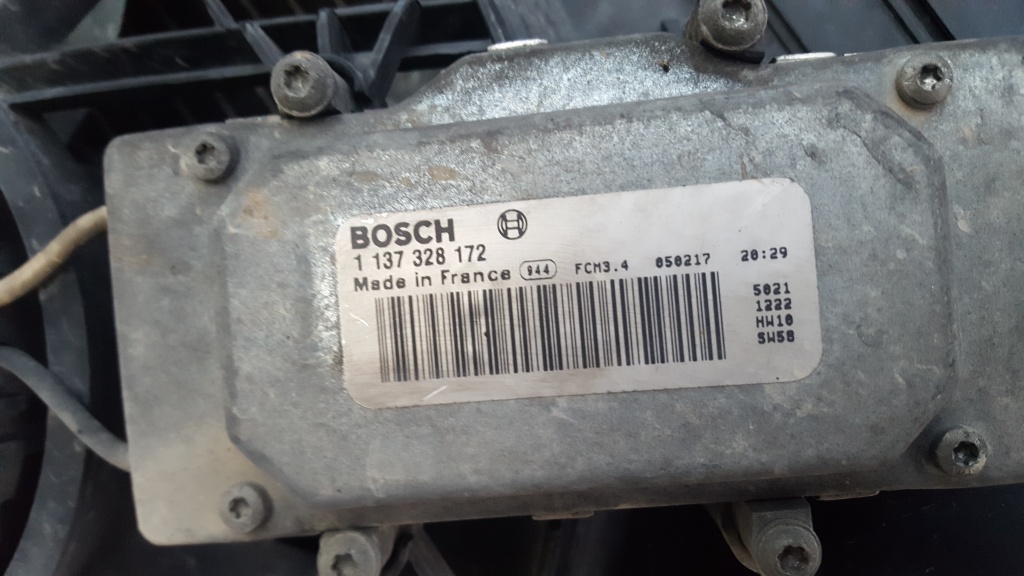 BOSCH
1 137 328 172
Made in France 944 FCM3.4 050217 20:29
5021
1222
HW10
SW58